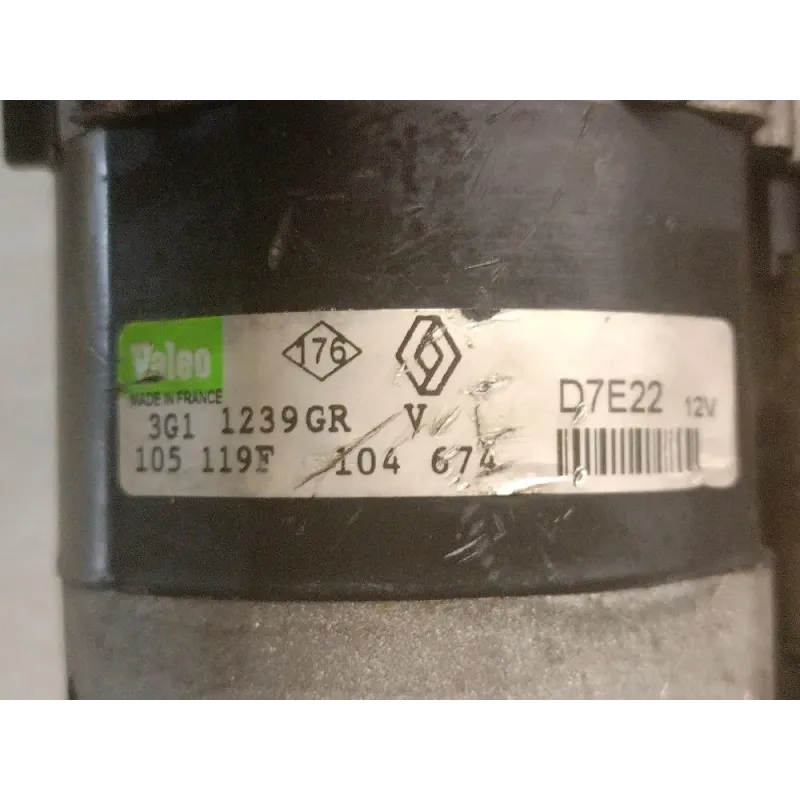 Valeo 176
MADE IN FRANCE D7E22 12V
3G1 1239GR V
105 119F 104 674